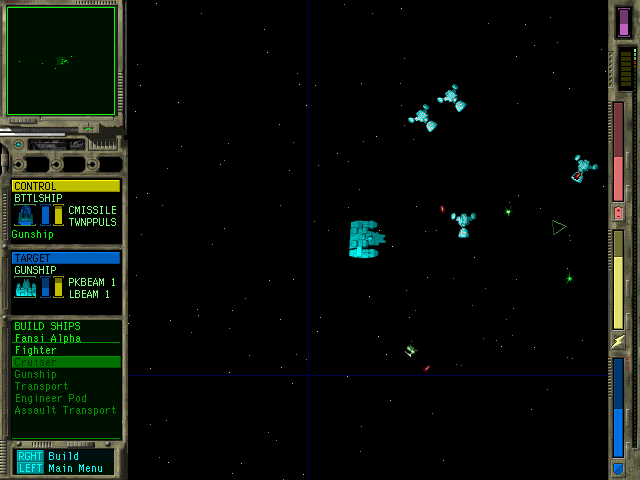 CONTROL
BTTLSHIP
CMISSILE
TWNPPULS
Gunship
TARGET
GUNSHIP
PKBEAM 1
LBEAM 1
BUILD SHIPS
Fansi Alpha
Fighter
Cruiser
Gunship
Transport
Engineer Pod
Assault Transport
RGHT Build
LEFT Main Menu